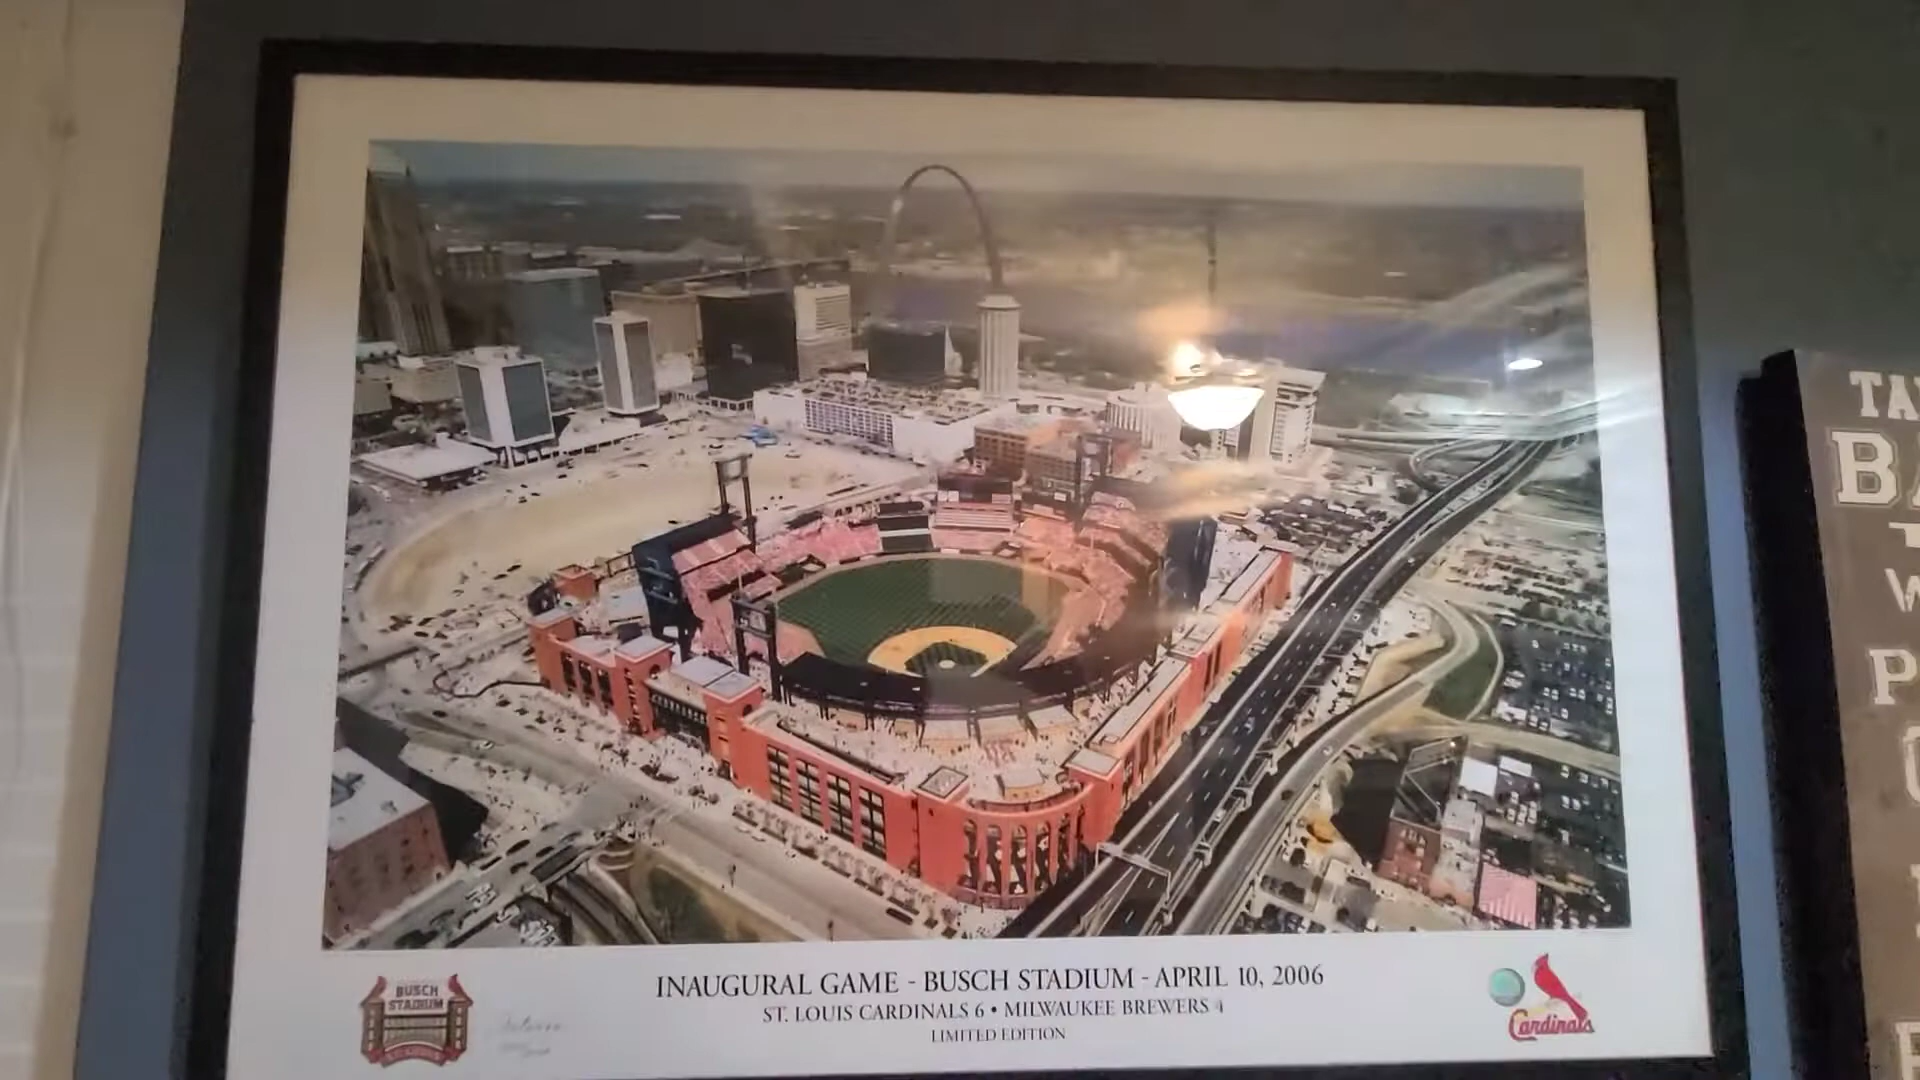 INAUGURAL GAME - BUSCH STADIUM - APRIL 10, 2006
ST. LOUIS CARDINALS 6 • MILWAUKEE BREWERS 4
LIMITED EDITION
BUSCH
STADIUM
Cardinals